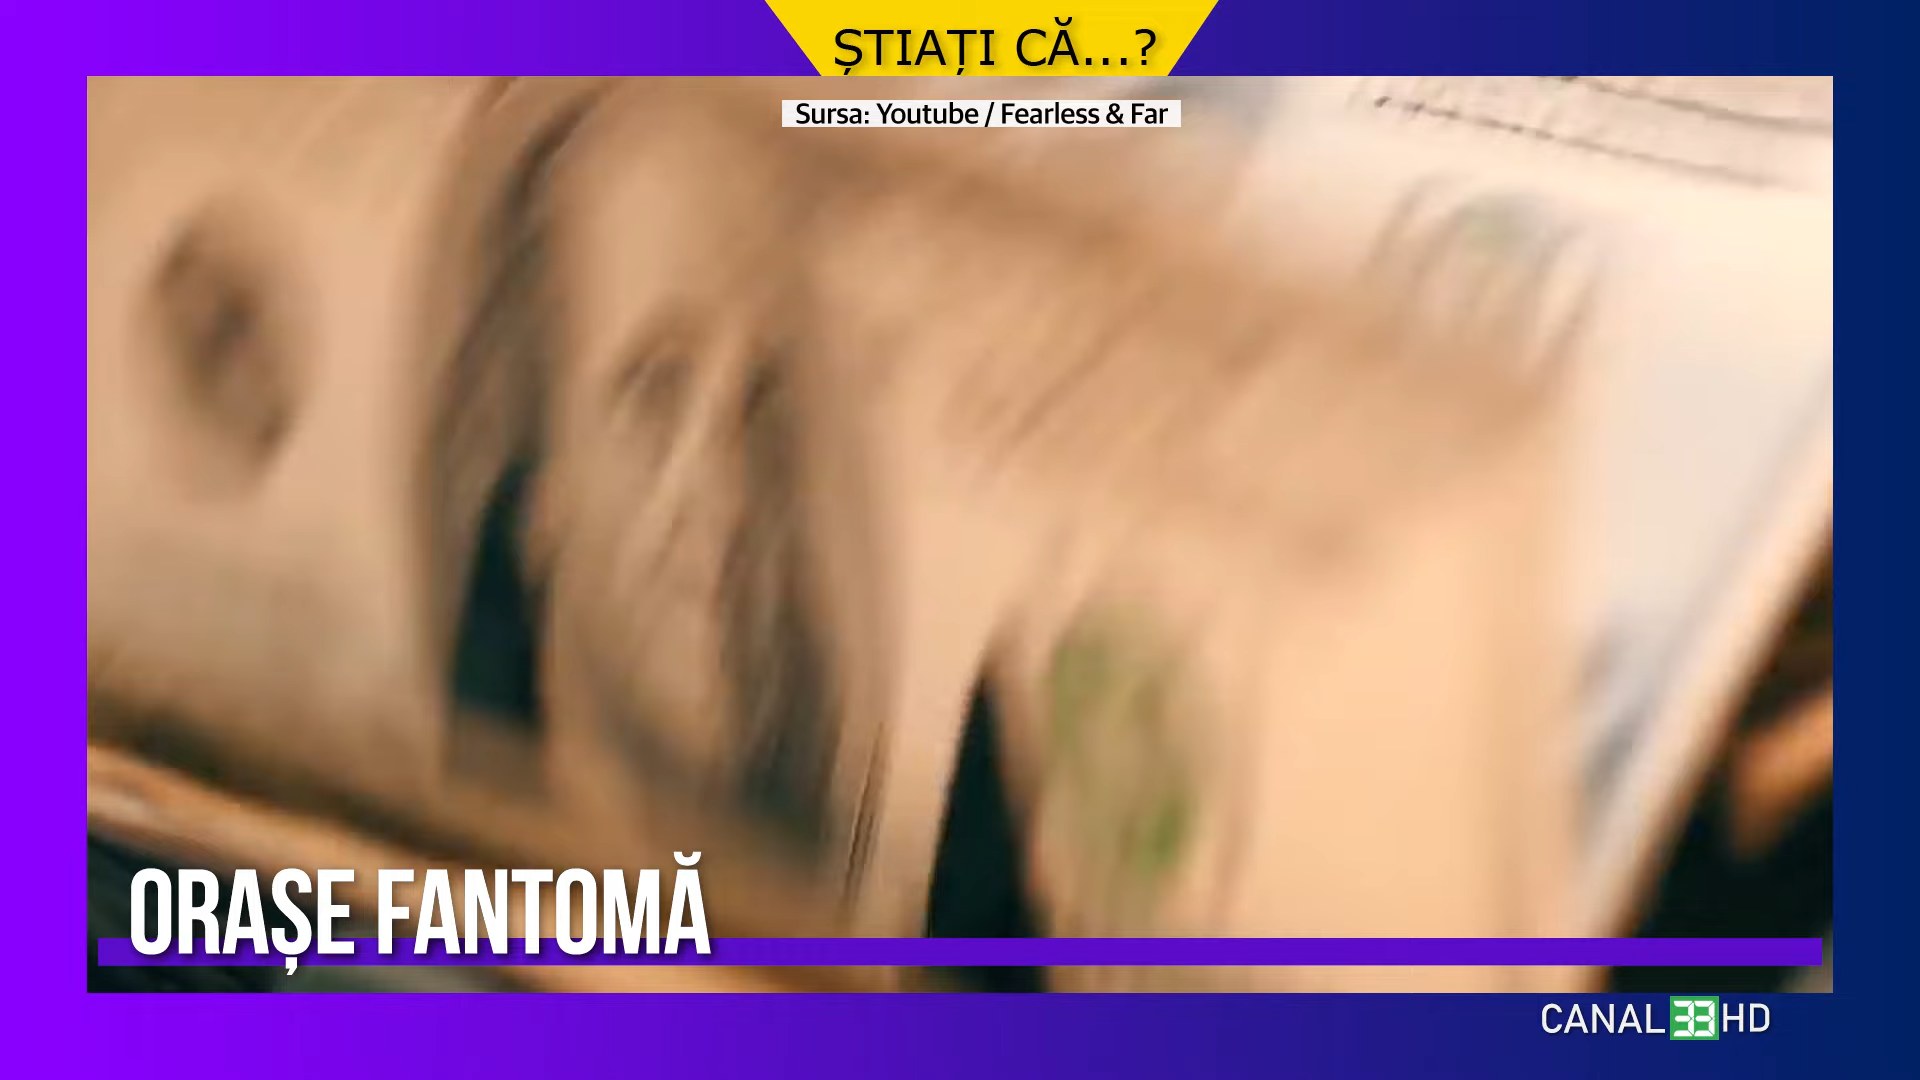 ȘTIAȚI CĂ...?
Sursa: Youtube / Fearless & Far
ORAȘE FANTOMĂ
CANAL 33 HD